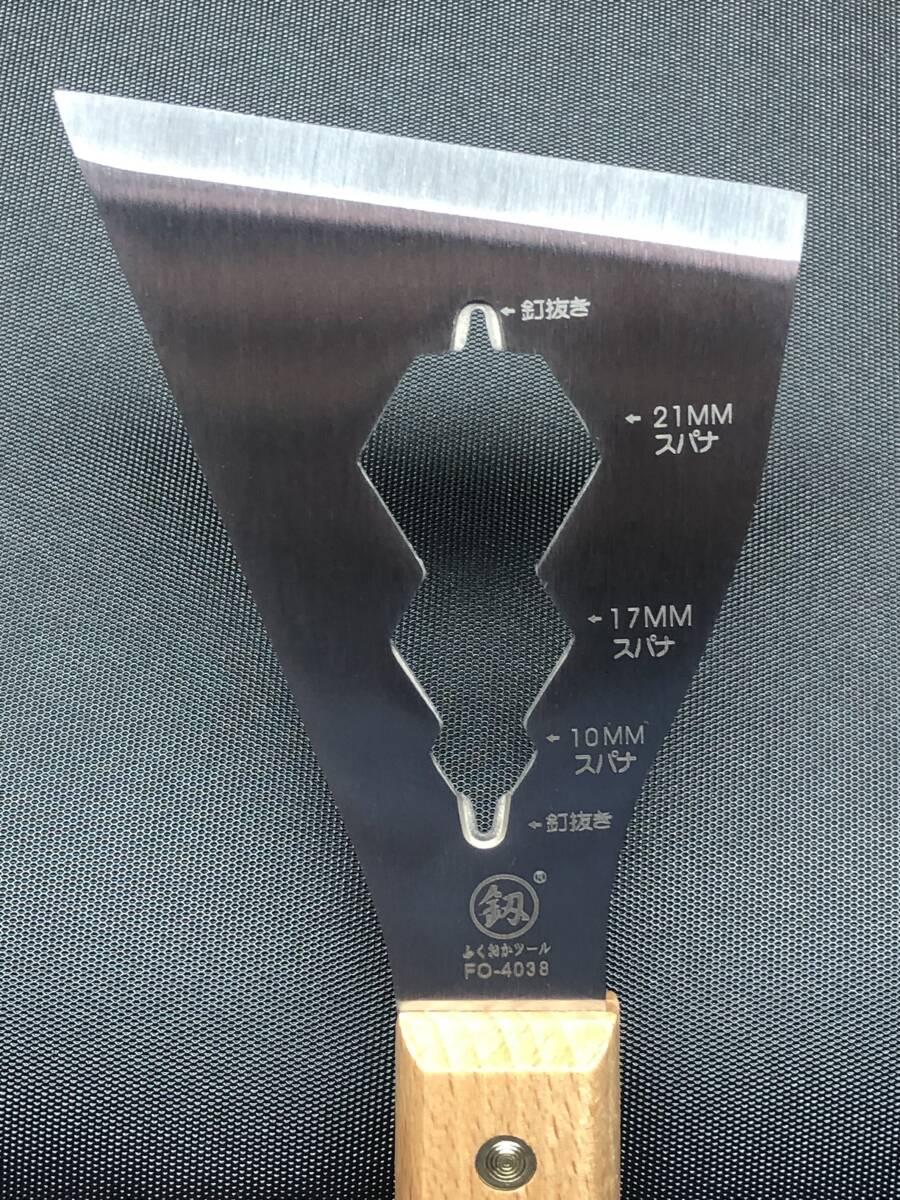 ←釘抜き
← 21MM
スパナ
← 17MM
スパナ
← 10MM
スパナ
←釘抜き
釼
ふくおかツール
FO-4038